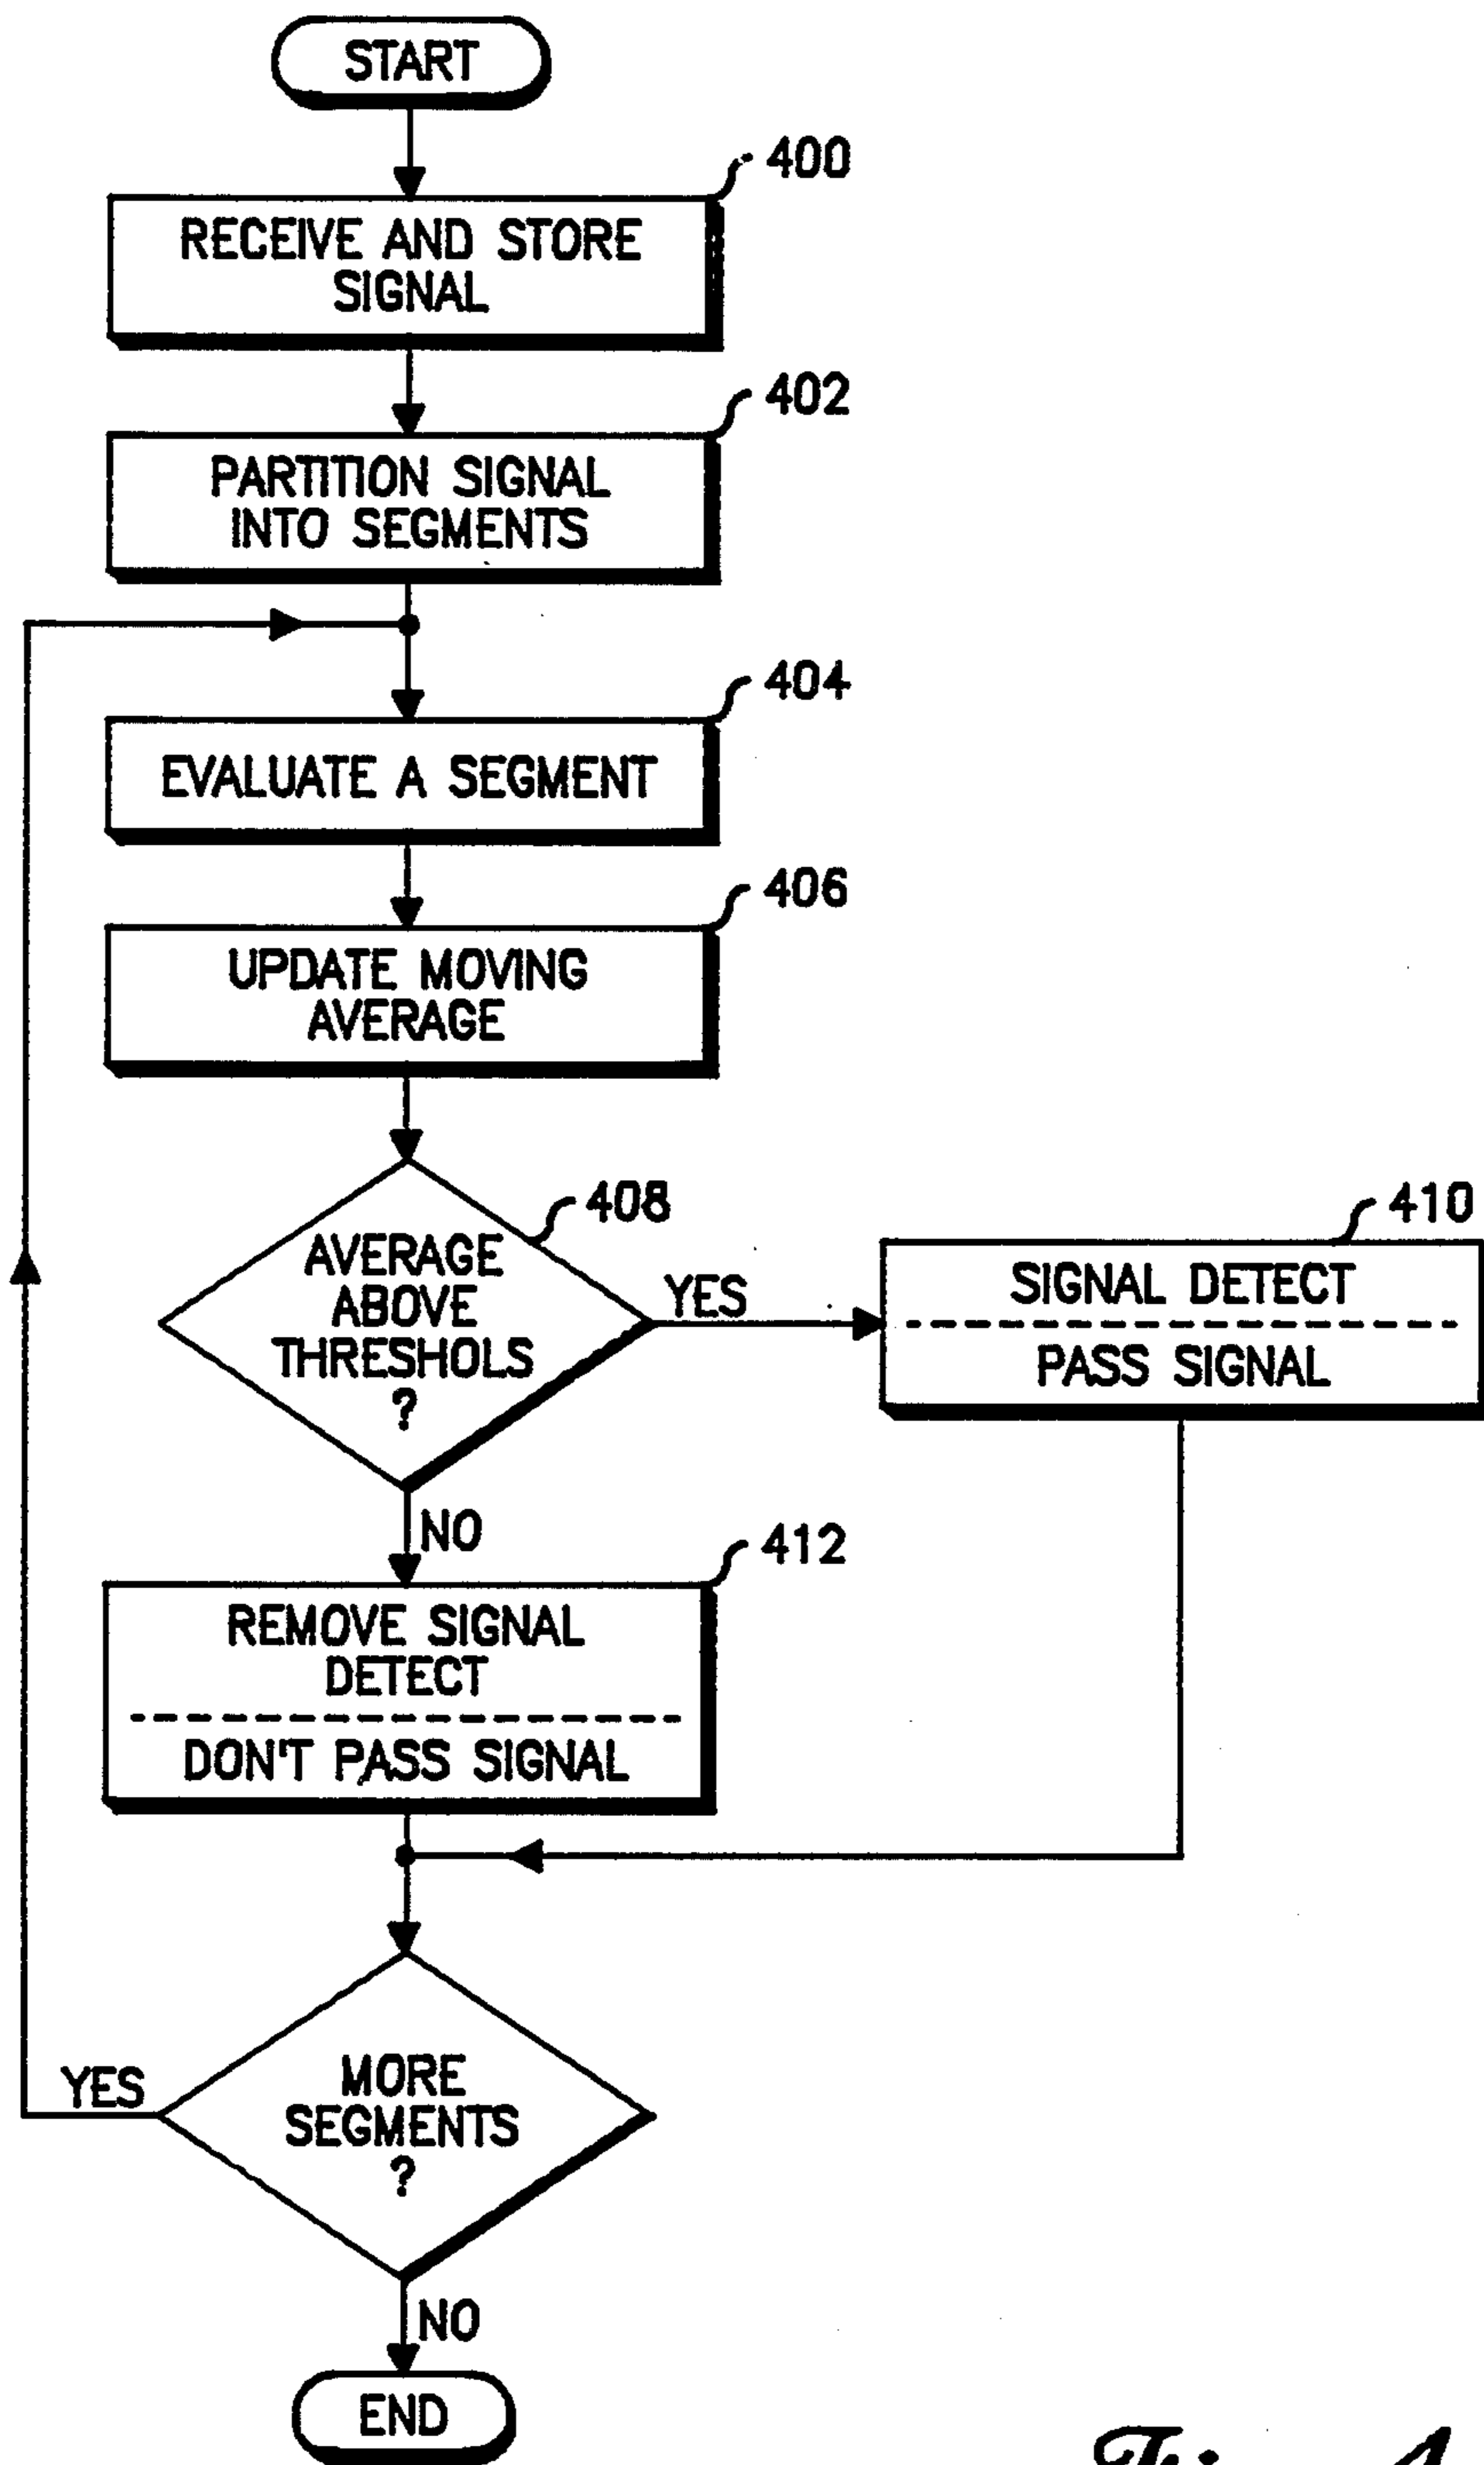 START
400
RECEIVE AND STORE
SIGNAL
402
PARTITION SIGNAL
INTO SEGMENTS
404
EVALUATE A SEGMENT
406
UPDATE MOVING
AVERAGE
408
AVERAGE
ABOVE
THRESHOLS
?
YES
410
SIGNAL DETECT
PASS SIGNAL
NO
412
REMOVE SIGNAL
DETECT
DON'T PASS SIGNAL
MORE
SEGMENTS
?
YES
NO
END